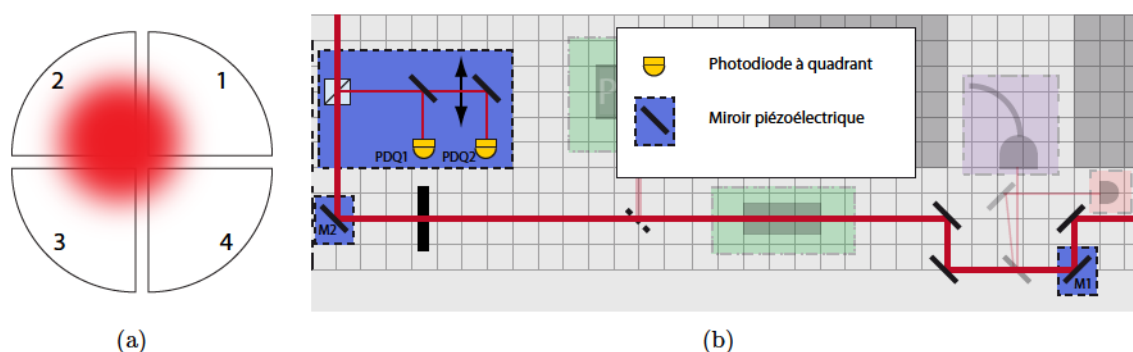 2
1
3
4
(a)
P
Photodiode à quadrant
Miroir piézoélectrique
PDQ1
PDQ2
M2
M1
(b)